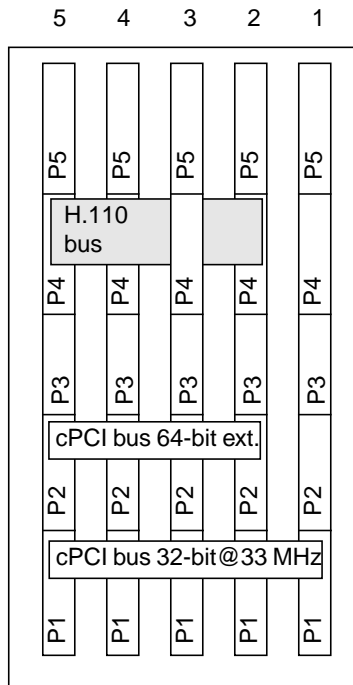 5 4 3 2 1
P5 P5 P5 P5 P5
H.110
bus
P4 P4 P4 P4 P4
P3 P3 P3 P3 P3
cPCI bus 64-bit ext.
P2 P2 P2 P2 P2
cPCI bus 32-bit@33 MHz
P1 P1 P1 P1 P1